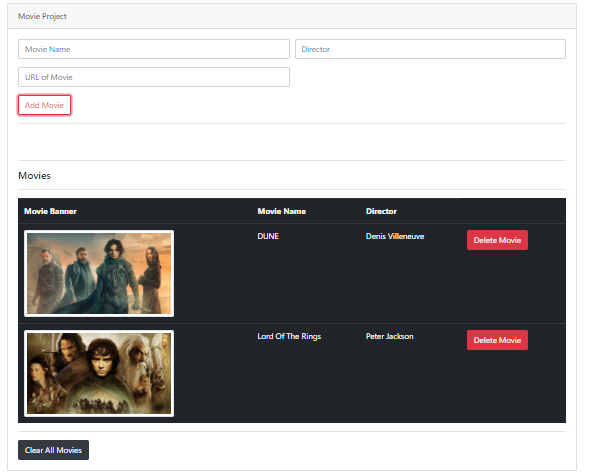 Movie Project
Movie Name
Director
URL of Movie
Add Movie
Movies
Movie Banner Movie Name Director
DUNE Denis Villeneuve Delete Movie
Lord Of The Rings Peter Jackson Delete Movie
Clear All Movies